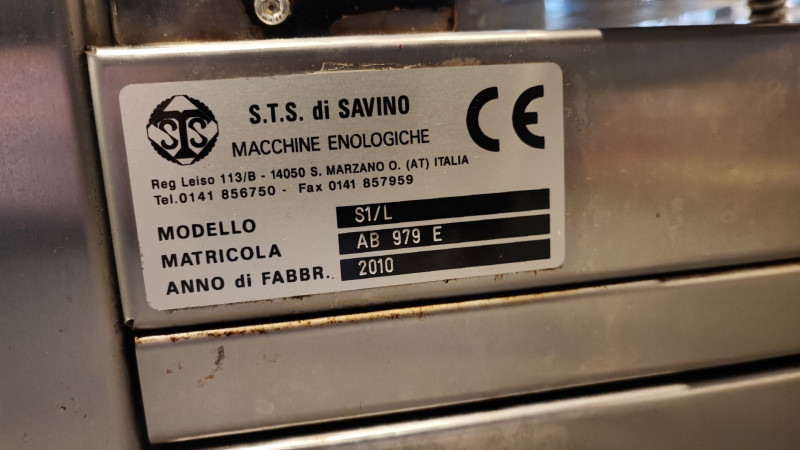 STS
S.T.S. di SAVINO
MACCHINE ENOLOGICHE
CE
Reg Leiso 113/B - 14050 S. MARZANO O. (AT) ITALIA
Tel.0141 856750 - Fax 0141 857959
MODELLO S1/L
MATRICOLA AB 979 E
ANNO di FABBR. 2010